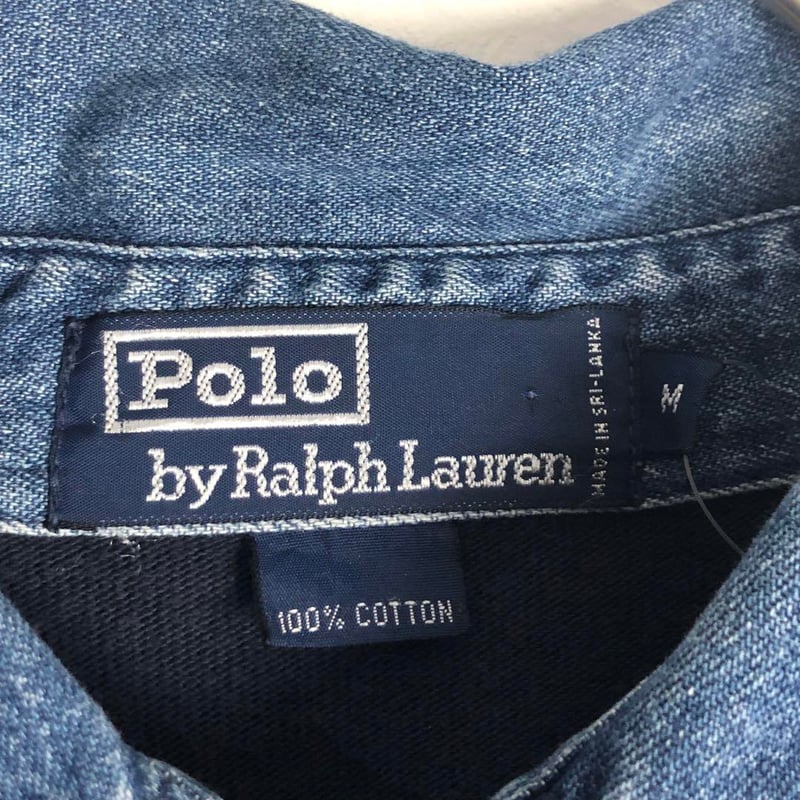 Polo
by Ralph Lauren
MADE IN SRI-LANKA
M
100% COTTON